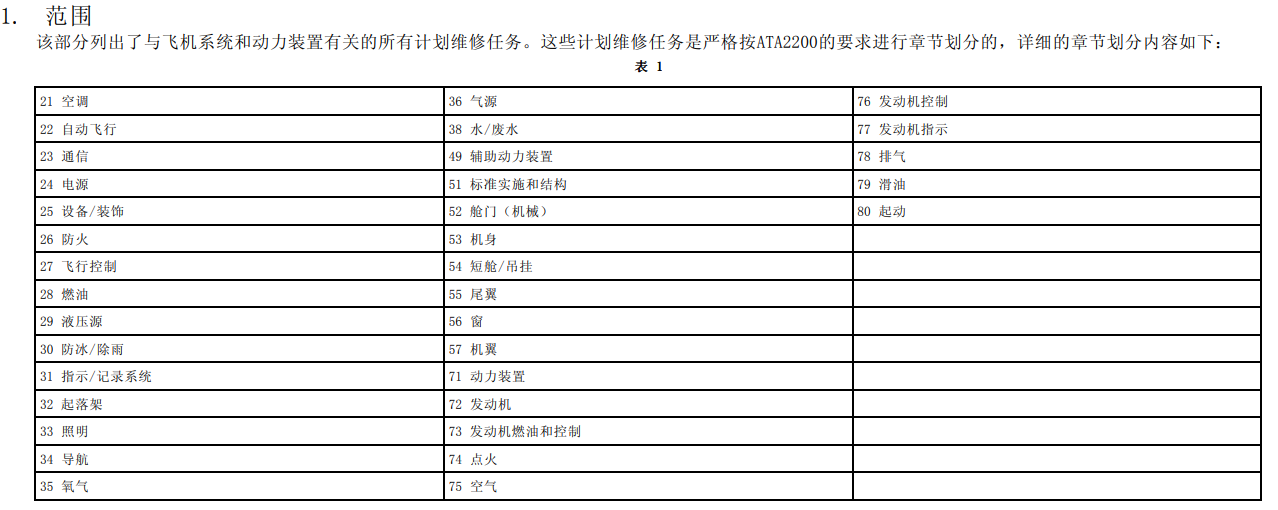 1. 范围
该部分列出了与飞机系统和动力装置有关的所有计划维修任务。这些计划维修任务是严格按ATA2200的要求进行章节划分的，详细的章节划分内容如下：
表 1
21 空调 36 气源 76 发动机控制
22 自动飞行 38 水/废水 77 发动机指示
23 通信 49 辅助动力装置 78 排气
24 电源 51 标准实施和结构 79 滑油
25 设备/装饰 52 舱门（机械） 80 起动
26 防火 53 机身
27 飞行控制 54 短舱/吊挂
28 燃油 55 尾翼
29 液压源 56 窗
30 防冰/除雨 57 机翼
31 指示/记录系统 71 动力装置
32 起落架 72 发动机
33 照明 73 发动机燃油和控制
34 导航 74 点火
35 氧气 75 空气